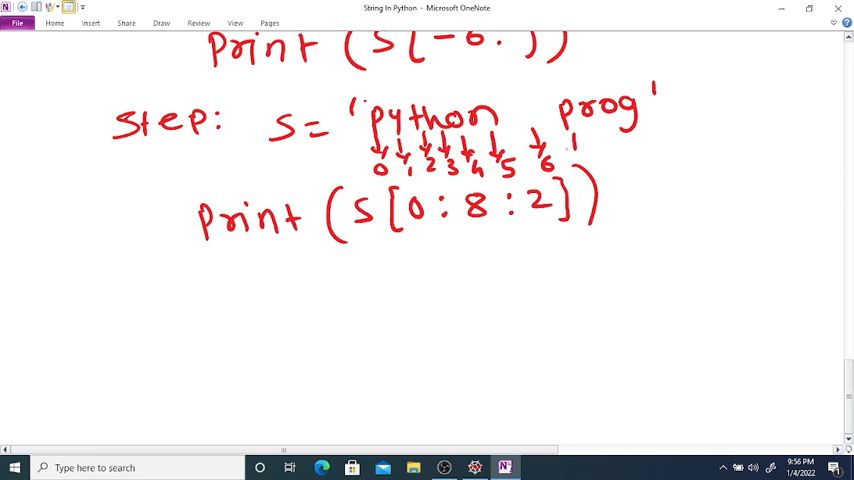 String In Python - Microsoft OneNote
File Home Insert Share Draw Review View Pages
Print (S[-6: ])
Step: S= 'python prog'
0 1 2 3 4 5 6
Print (S[0:8:2])
Type here to search
9:56 PM
1/4/2022